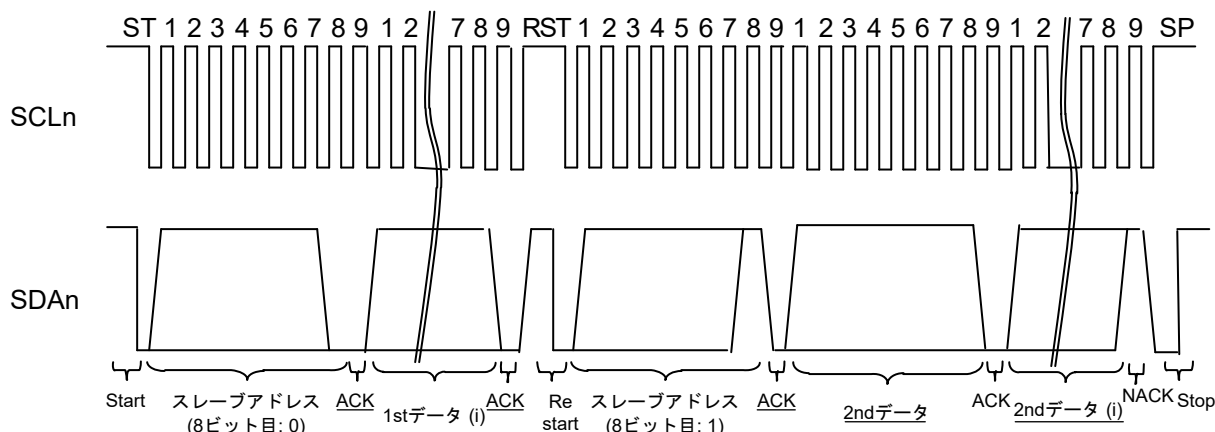 ST 1 2 3 4 5 6 7 8 9 1 2 7 8 9 RST 1 2 3 4 5 6 7 8 9 1 2 3 4 5 6 7 8 9 1 2 7 8 9 SP
SCLn
SDAn
Start
スレーブアドレス
(8ビット目: 0)
ACK
1stデータ (i)
ACK
Re
start
スレーブアドレス
(8ビット目: 1)
ACK
2ndデータ
ACK
2ndデータ (i)
NACK
Stop